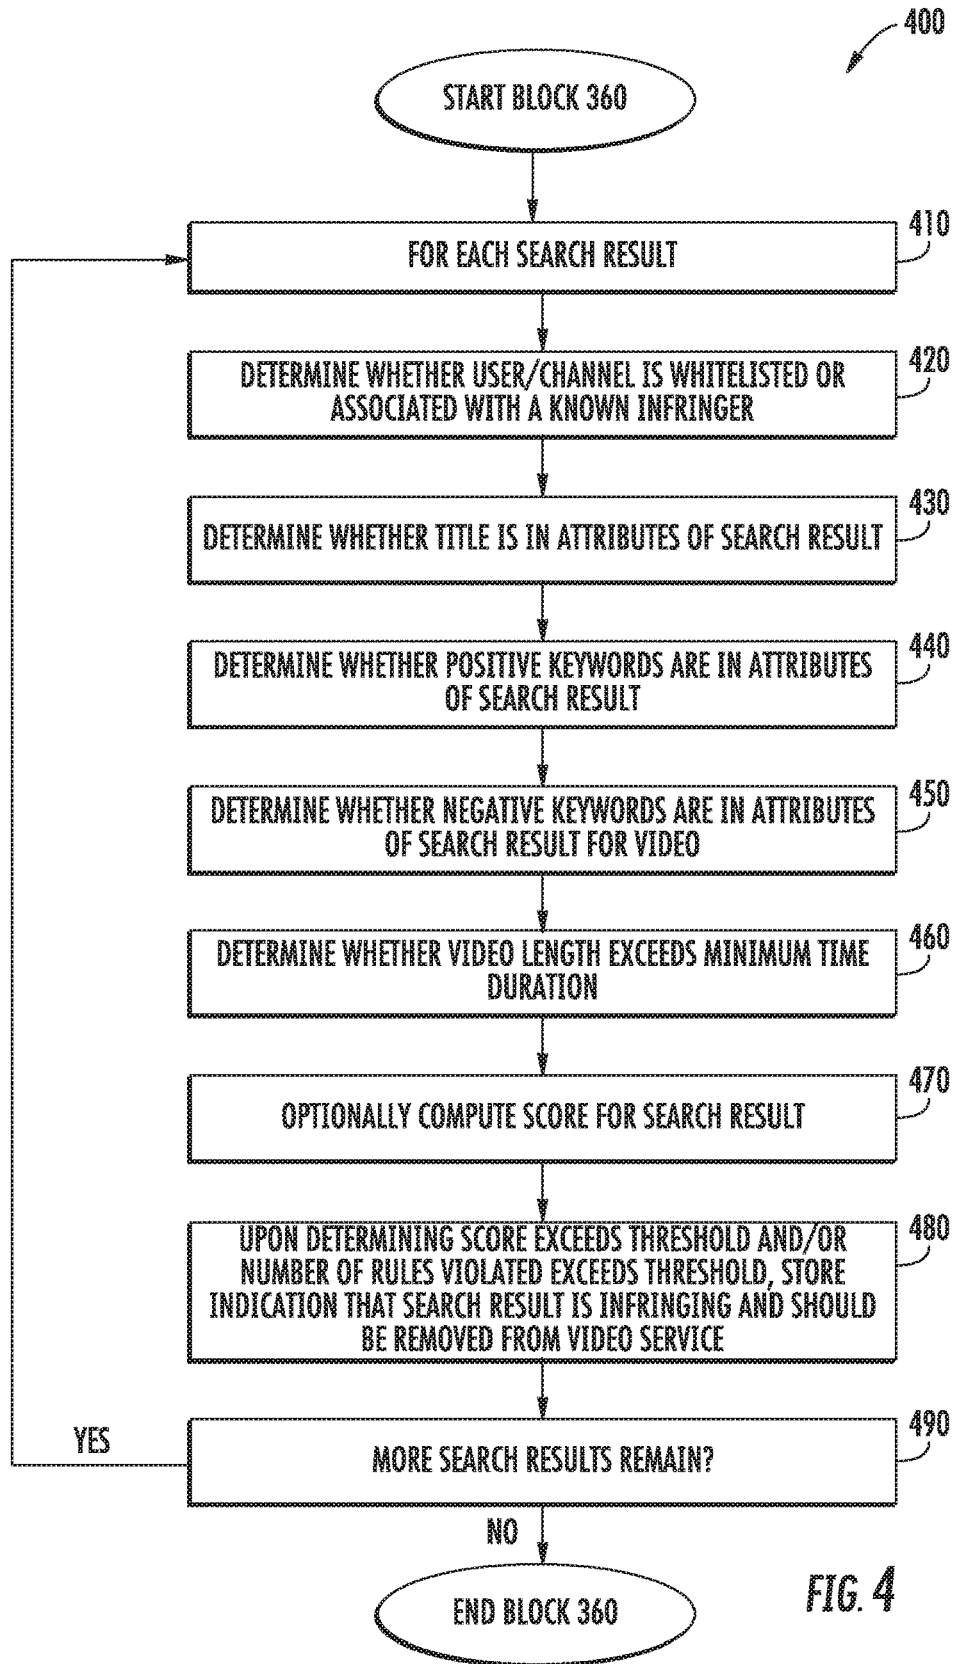 400
START BLOCK 360
410
FOR EACH SEARCH RESULT
420
DETERMINE WHETHER USER/CHANNEL IS WHITELISTED OR
ASSOCIATED WITH A KNOWN INFRINGER
430
DETERMINE WHETHER TITLE IS IN ATTRIBUTES OF SEARCH RESULT
440
DETERMINE WHETHER POSITIVE KEYWORDS ARE IN ATTRIBUTES
OF SEARCH RESULT
450
DETERMINE WHETHER NEGATIVE KEYWORDS ARE IN ATTRIBUTES
OF SEARCH RESULT FOR VIDEO
460
DETERMINE WHETHER VIDEO LENGTH EXCEEDS MINIMUM TIME
DURATION
470
OPTIONALLY COMPUTE SCORE FOR SEARCH RESULT
480
UPON DETERMINING SCORE EXCEEDS THRESHOLD AND/OR
NUMBER OF RULES VIOLATED EXCEEDS THRESHOLD, STORE
INDICATION THAT SEARCH RESULT IS INFRINGING AND SHOULD
BE REMOVED FROM VIDEO SERVICE
490
YES
MORE SEARCH RESULTS REMAIN?
NO
END BLOCK 360
FIG. 4